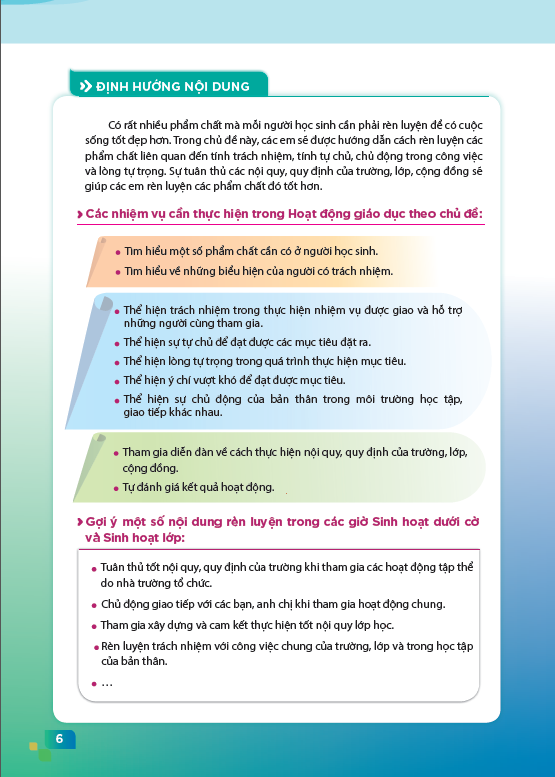 ĐỊNH HƯỚNG NỘI DUNG
Có rất nhiều phẩm chất mà mỗi người học sinh cần phải rèn luyện để có cuộc
sống tốt đẹp hơn. Trong chủ đề này, các em sẽ được hướng dẫn cách rèn luyện các
phẩm chất liên quan đến tính trách nhiệm, tính tự chủ, chủ động trong công việc
và lòng tự trọng. Sự tuân thủ các nội quy, quy định của trường, lớp, cộng đồng sẽ
giúp các em rèn luyện các phẩm chất đó tốt hơn.
Các nhiệm vụ cần thực hiện trong Hoạt động giáo dục theo chủ đề:
• Tìm hiểu một số phẩm chất cần có ở người học sinh.
• Tìm hiểu về những biểu hiện của người có trách nhiệm.
• Thể hiện trách nhiệm trong thực hiện nhiệm vụ được giao và hỗ trợ
những người cùng tham gia.
• Thể hiện sự tự chủ để đạt được các mục tiêu đặt ra.
• Thể hiện lòng tự trọng trong quá trình thực hiện mục tiêu.
• Thể hiện ý chí vượt khó để đạt được mục tiêu.
• Thể hiện sự chủ động của bản thân trong môi trường học tập,
giao tiếp khác nhau.
• Tham gia diễn đàn về cách thực hiện nội quy, quy định của trường, lớp,
cộng đồng.
• Tự đánh giá kết quả hoạt động.
Gợi ý một số nội dung rèn luyện trong các giờ Sinh hoạt dưới cờ
và Sinh hoạt lớp:
• Tuân thủ tốt nội quy, quy định của trường khi tham gia các hoạt động tập thể
do nhà trường tổ chức.
• Chủ động giao tiếp với các bạn, anh chị khi tham gia hoạt động chung.
• Tham gia xây dựng và cam kết thực hiện tốt nội quy lớp học.
• Rèn luyện trách nhiệm với công việc chung của trường, lớp và trong học tập
của bản thân.
• ...
6